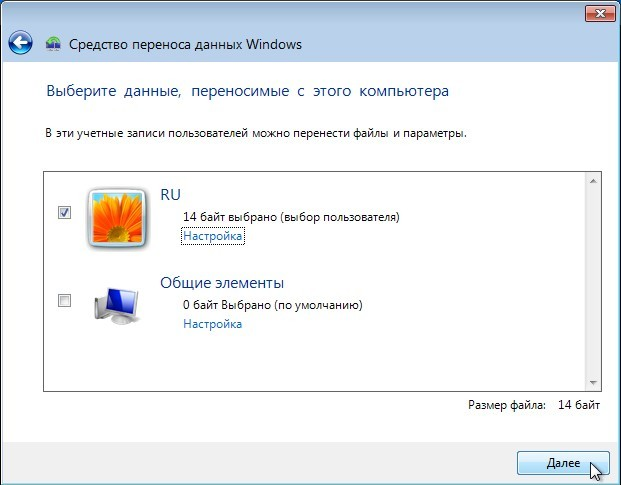 Средство переноса данных Windows
Выберите данные, переносимые с этого компьютера
В эти учетные записи пользователей можно перенести файлы и параметры.
RU
14 байт выбрано (выбор пользователя)
Настройка
Общие элементы
0 байт Выбрано (по умолчанию)
Настройка
Размер файла: 14 байт
Далее